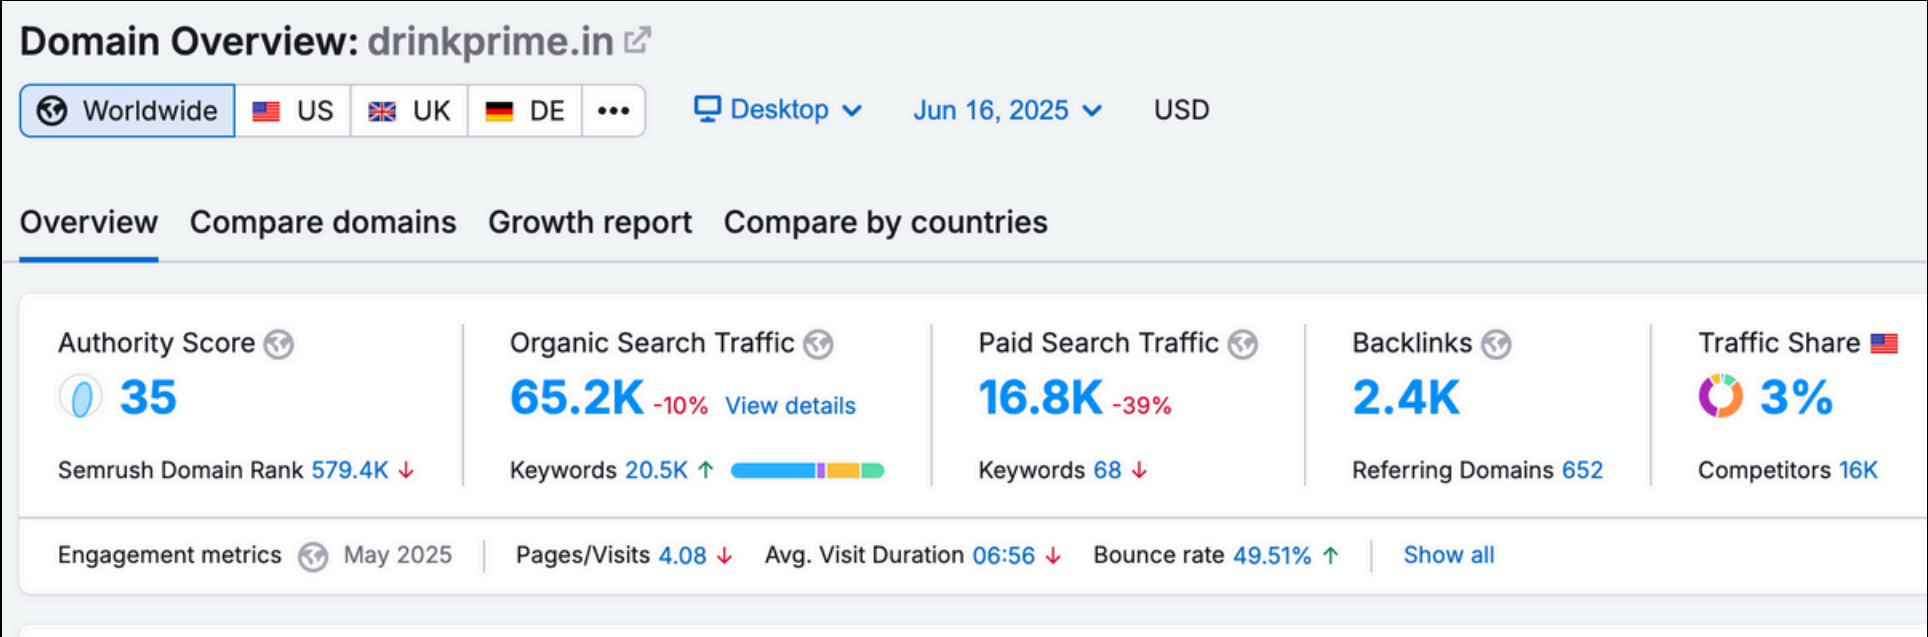 Domain Overview: drinkprime.in
Worldwide US UK DE ••• Desktop Jun 16, 2025 USD
Overview Compare domains Growth report Compare by countries
Authority Score Organic Search Traffic Paid Search Traffic Backlinks Traffic Share
35 65.2K -10% View details 16.8K -39% 2.4K 3%
Semrush Domain Rank 579.4K ↓ Keywords 20.5K ↑ Keywords 68 ↓ Referring Domains 652 Competitors 16K
Engagement metrics May 2025 Pages/Visits 4.08 ↓ Avg. Visit Duration 06:56 ↓ Bounce rate 49.51% ↑ Show all